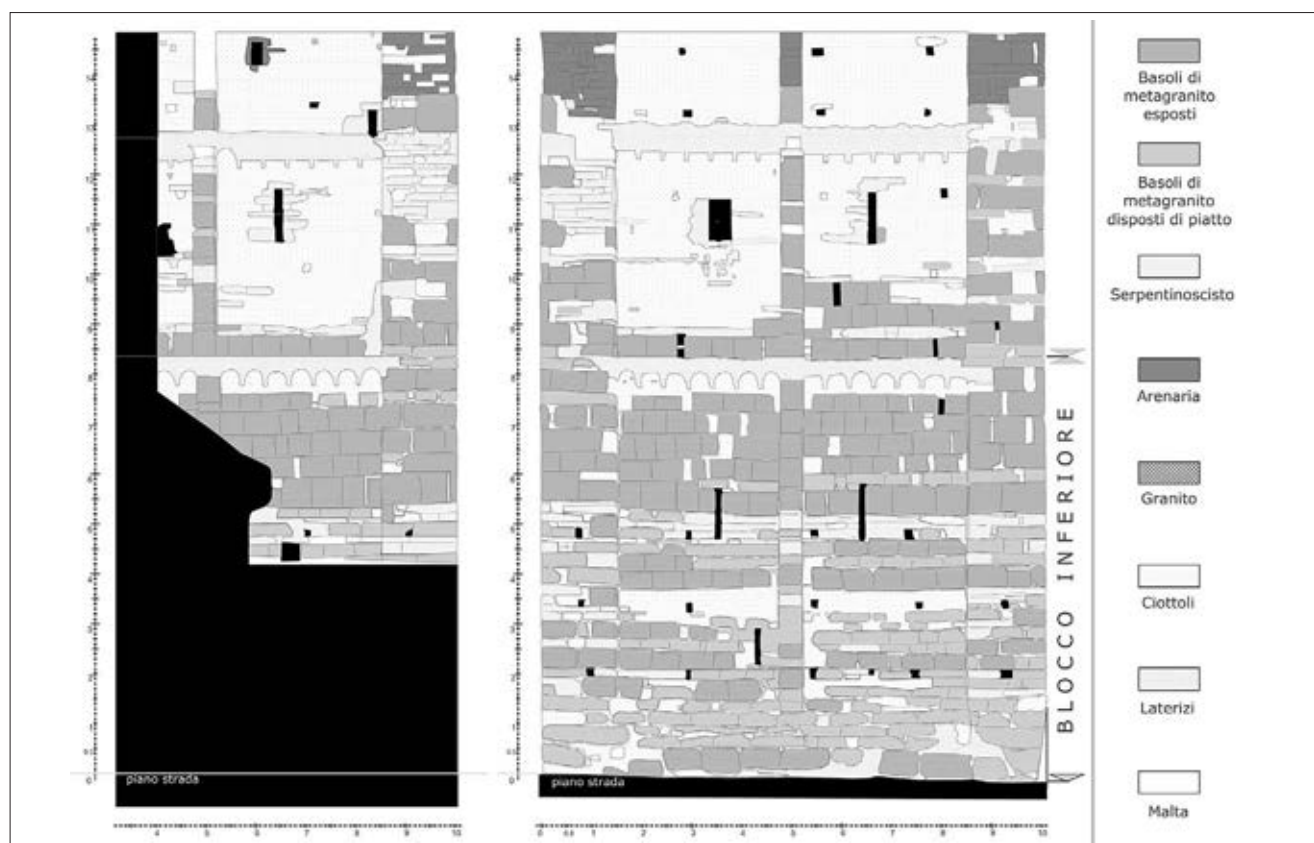 piano strada
4 5 6 7 8 9 10
piano strada
0 0.5 1 2 3 4 5 6 7 8 9 10
BLOCCO INFERIORE
Basoli di
metagranito
esposti
Basoli di
metagranito
disposti di piatto
Serpentinoscisto
Arenaria
Granito
Ciottoli
Laterizi
Malta